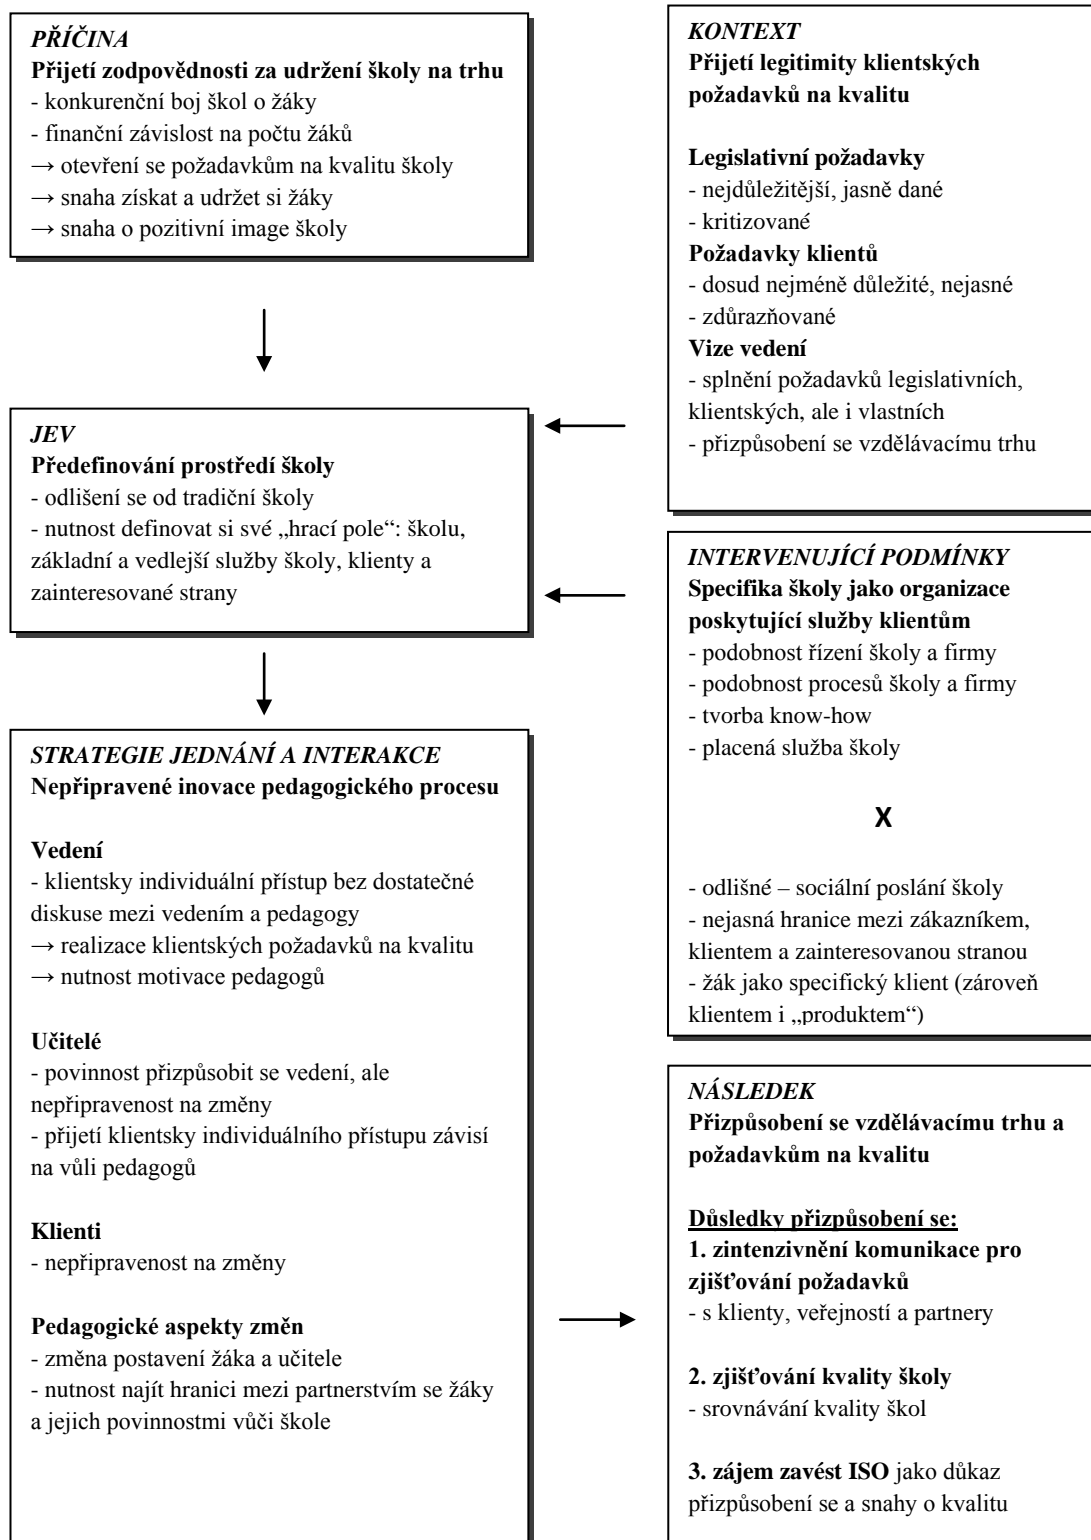 PŘÍČINA
Přijetí zodpovědnosti za udržení školy na trhu
- konkurenční boj škol o žáky
- finanční závislost na počtu žáků
→ otevření se požadavkům na kvalitu školy
→ snaha získat a udržet si žáky
→ snaha o pozitivní image školy
JEV
Předefinování prostředí školy
- odlišení se od tradiční školy
- nutnost definovat si své „hrací pole“: školu,
základní a vedlejší služby školy, klienty a
zainteresované strany
STRATEGIE JEDNÁNÍ A INTERAKCE
Nepřipravené inovace pedagogického procesu
Vedení
- klientsky individuální přístup bez dostatečné
diskuse mezi vedením a pedagogy
→ realizace klientských požadavků na kvalitu
→ nutnost motivace pedagogů
Učitelé
- povinnost přizpůsobit se vedení, ale
nepřipravenost na změny
- přijetí klientsky individuálního přístupu závisí
na vůli pedagogů
Klienti
- nepřipravenost na změny
Pedagogické aspekty změn
- změna postavení žáka a učitele
- nutnost najít hranici mezi partnerstvím se žáky
a jejich povinnostmi vůči škole
KONTEXT
Přijetí legitimity klientských
požadavků na kvalitu
Legislativní požadavky
- nejdůležitější, jasně dané
- kritizované
Požadavky klientů
- dosud nejméně důležité, nejasné
- zdůrazňované
Vize vedení
- splnění požadavků legislativních,
klientských, ale i vlastních
- přizpůsobení se vzdělávacímu trhu
INTERVENUJÍCÍ PODMÍNKY
Specifika školy jako organizace
poskytující služby klientům
- podobnost řízení školy a firmy
- podobnost procesů školy a firmy
- tvorba know-how
- placená služba školy
X
- odlišné – sociální poslání školy
- nejasná hranice mezi zákazníkem,
klientem a zainteresovanou stranou
- žák jako specifický klient (zároveň
klientem i „produktem“)
NÁSLEDEK
Přizpůsobení se vzdělávacímu trhu a
požadavkům na kvalitu
Důsledky přizpůsobení se:
1. zintenzivnění komunikace pro
zjišťování požadavků
- s klienty, veřejností a partnery
2. zjišťování kvality školy
- srovnávání kvality škol
3. zájem zavést ISO jako důkaz
přizpůsobení se a snahy o kvalitu